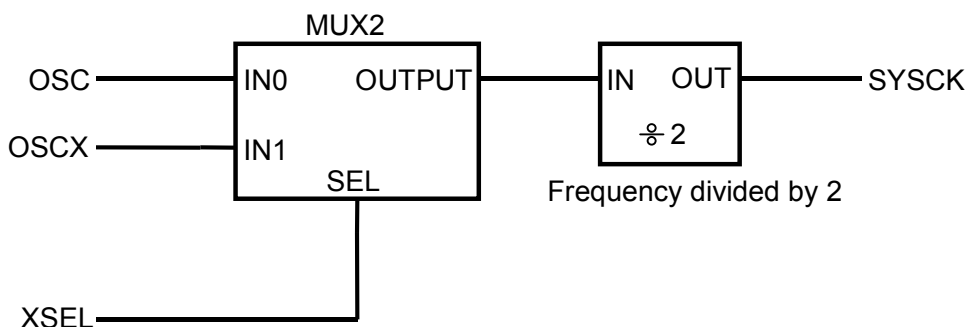 MUX2
OSC
IN0
OUTPUT
IN
OUT
SYSCK
OSCX
IN1
÷ 2
SEL
Frequency divided by 2
XSEL